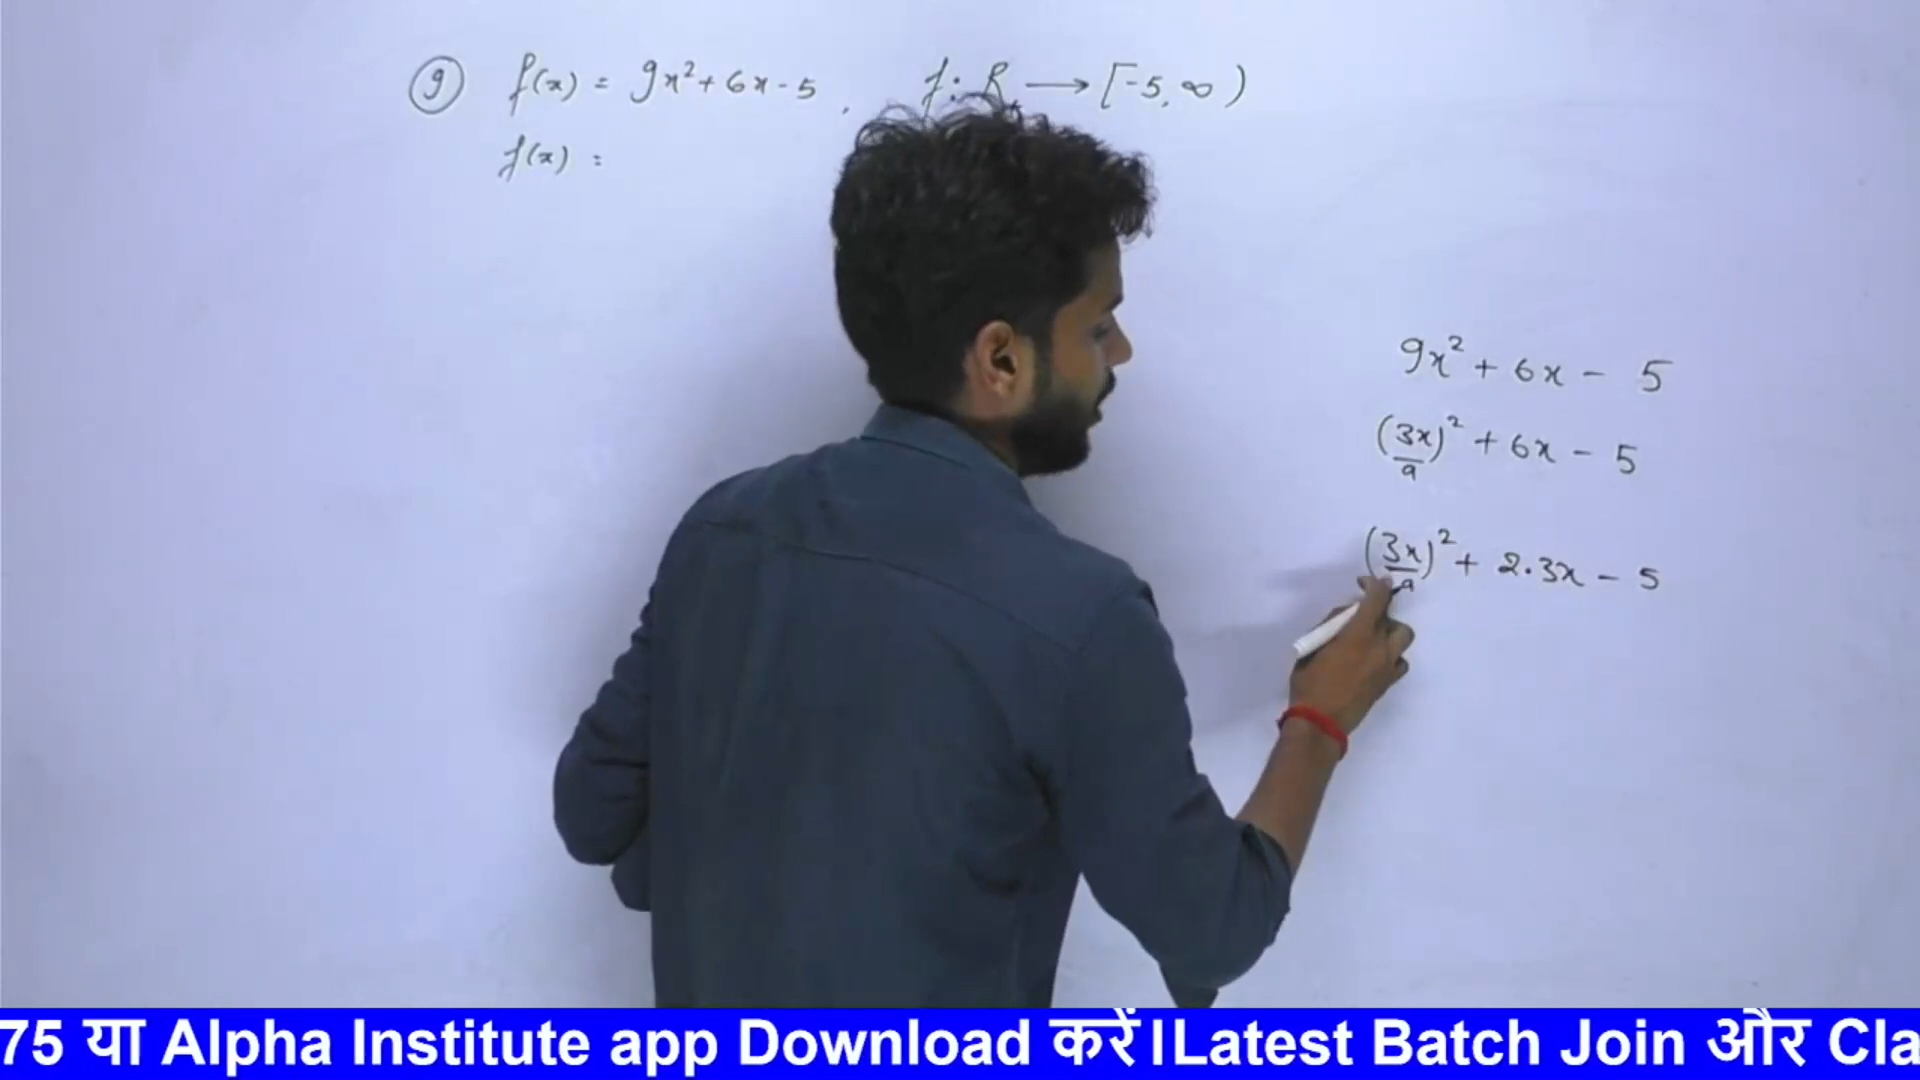 9 f(x) = 9x² + 6x - 5, f: R → [-5, ∞)
f(x) =
9x² + 6x - 5
(3x)² + 6x - 5
a
(3x)² + 2.3x - 5
a
75 या Alpha Institute app Download करें।Latest Batch Join और Cla